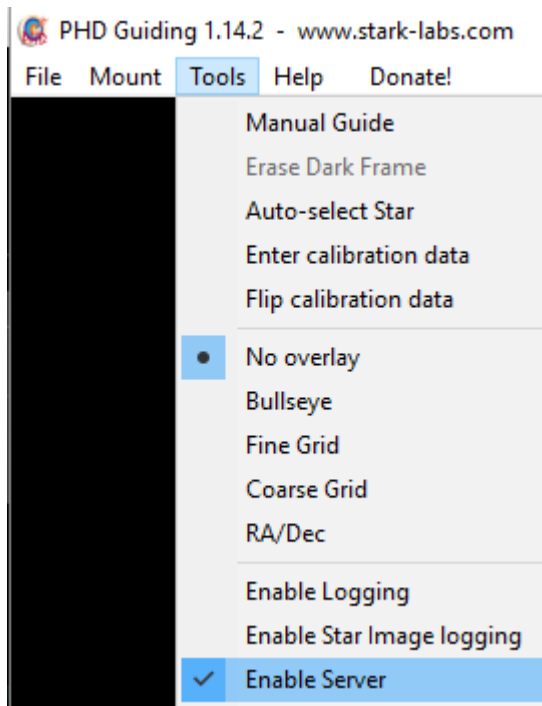 PHD Guiding 1.14.2 - www.stark-labs.com
File Mount Tools Help Donate!
Manual Guide
Erase Dark Frame
Auto-select Star
Enter calibration data
Flip calibration data
No overlay
Bullseye
Fine Grid
Coarse Grid
RA/Dec
Enable Logging
Enable Star Image logging
Enable Server